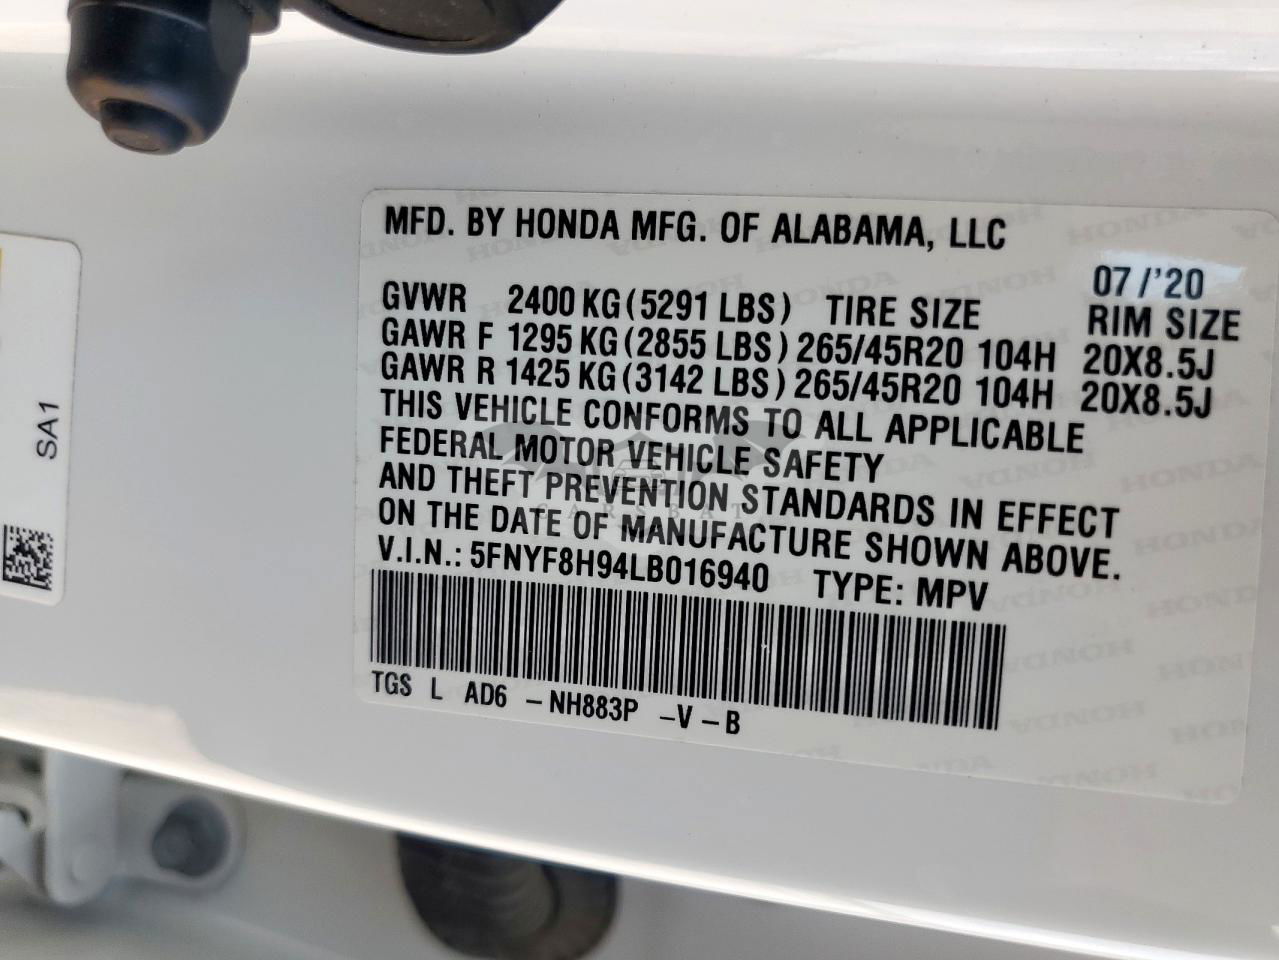 MFD. BY HONDA MFG. OF ALABAMA, LLC
07/'20
GVWR 2400 KG (5291 LBS) TIRE SIZE RIM SIZE
GAWR F 1295 KG (2855 LBS) 265/45R20 104H 20X8.5J
GAWR R 1425 KG (3142 LBS) 265/45R20 104H 20X8.5J
THIS VEHICLE CONFORMS TO ALL APPLICABLE
FEDERAL MOTOR VEHICLE SAFETY
AND THEFT PREVENTION STANDARDS IN EFFECT
ON THE DATE OF MANUFACTURE SHOWN ABOVE.
V.I.N.: 5FNYF8H94LB016940 TYPE: MPV
TGS L AD6 -NH883P -V-B
SA1
CARSBAT
HONDA